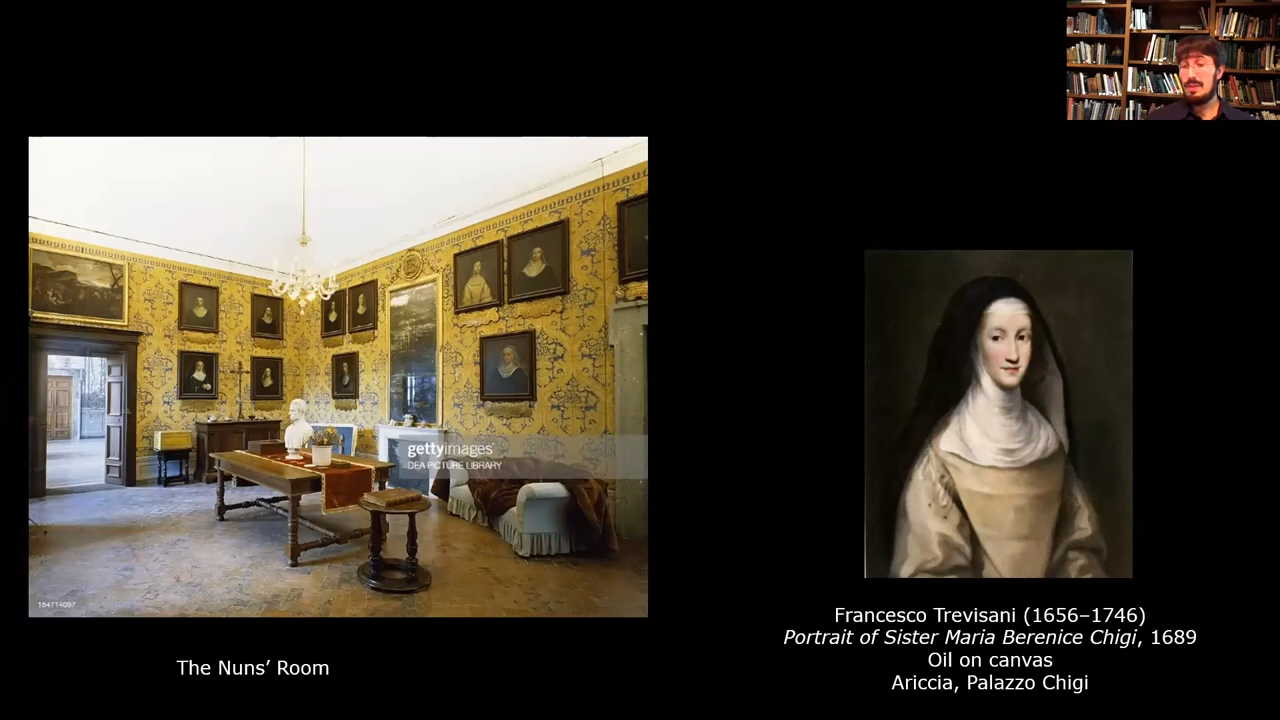 gettyimages
DEA PICTURE LIBRARY
154714097
The Nuns’ Room
Francesco Trevisani (1656–1746)
Portrait of Sister Maria Berenice Chigi, 1689
Oil on canvas
Ariccia, Palazzo Chigi